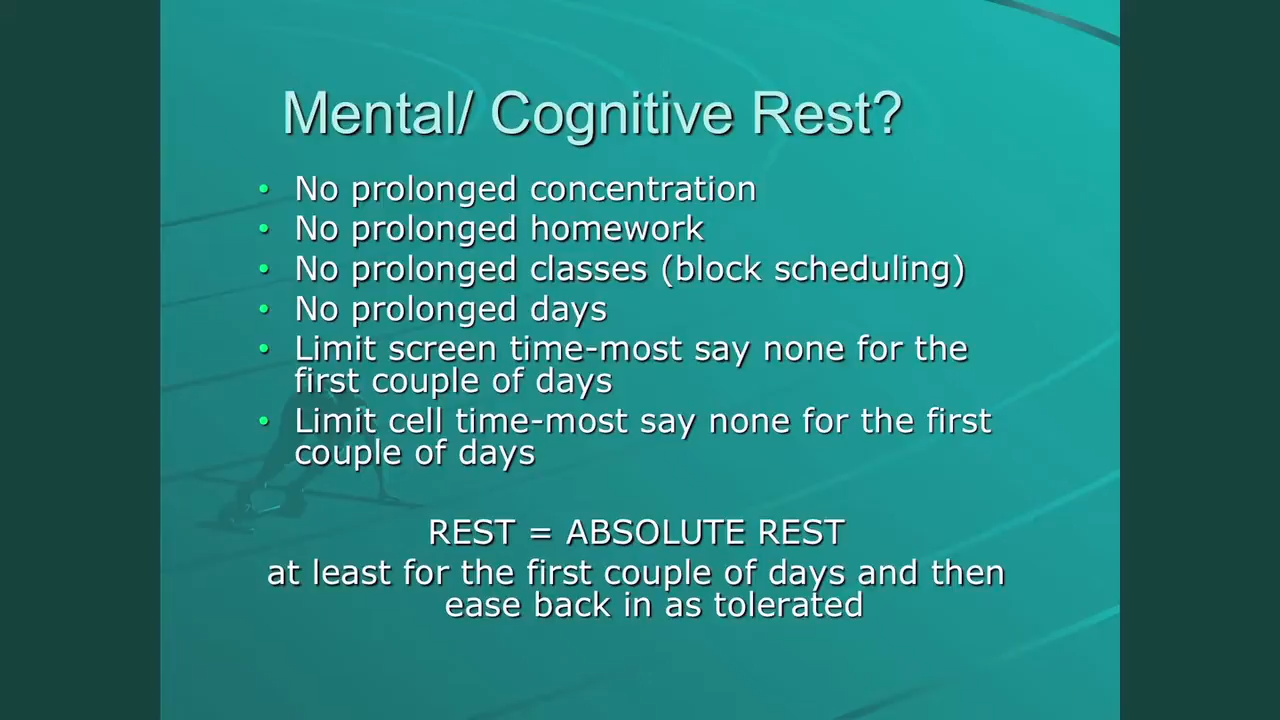 Mental/ Cognitive Rest?
• No prolonged concentration
• No prolonged homework
• No prolonged classes (block scheduling)
• No prolonged days
• Limit screen time-most say none for the
first couple of days
• Limit cell time-most say none for the first
couple of days
REST = ABSOLUTE REST
at least for the first couple of days and then
ease back in as tolerated